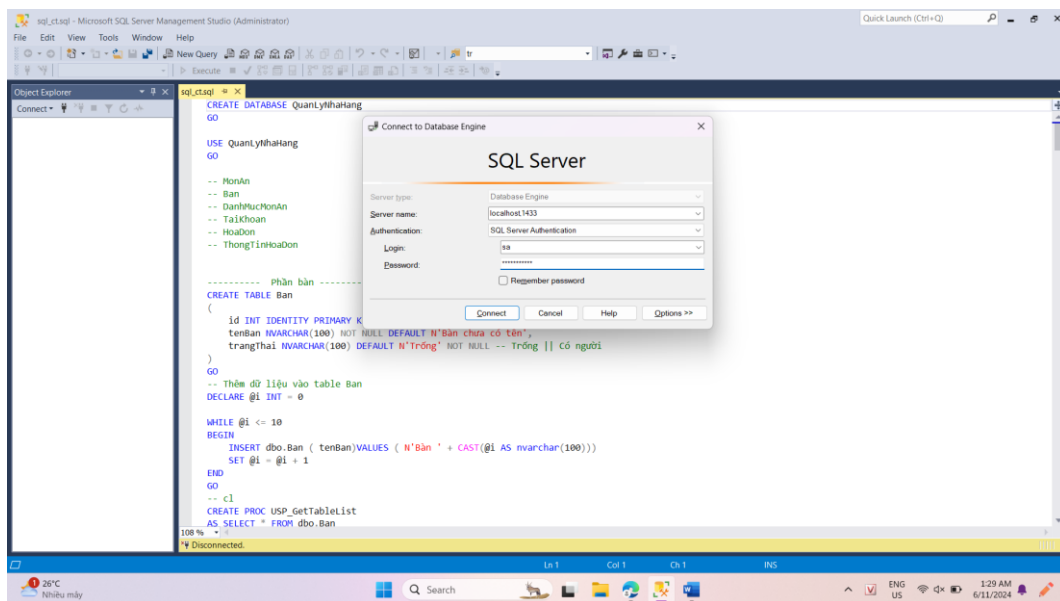 sql_ct.sql - Microsoft SQL Server Management Studio (Administrator)
Quick Launch (Ctrl+Q)
File Edit View Tools Window Help
New Query
tr
Execute
Object Explorer
sql_ct.sql
Connect
CREATE DATABASE QuanLyNhaHang
GO
USE QuanLyNhaHang
GO
-- MonAn
-- Ban
-- DanhMucMonAn
-- TaiKhoan
-- HoaDon
-- ThongTinHoaDon
---------- Phần bàn -------
CREATE TABLE Ban
(
id INT IDENTITY PRIMARY K
tenBan NVARCHAR(100) NOT NULL DEFAULT N'Bàn chưa có tên',
trangThai NVARCHAR(100) DEFAULT N'Trống' NOT NULL -- Trống || Có người
)
GO
-- Thêm dữ liệu vào table Ban
DECLARE @i INT = 0
WHILE @i <= 10
BEGIN
INSERT dbo.Ban ( tenBan)VALUES ( N'Bàn ' + CAST(@i AS nvarchar(100)))
SET @i = @i + 1
END
GO
-- cl
CREATE PROC USP_GetTableList
AS SELECT * FROM dbo.Ban
108 %
Disconnected.
Connect to Database Engine
SQL Server
Server type: Database Engine
Server name: localhost,1433
Authentication: SQL Server Authentication
Login: sa
Password: ***********
Remember password
Connect Cancel Help Options >>
Ln 1 Col 1 Ch 1 INS
1
26°C
Nhiều mây
Search
ENG
US
1:29 AM
6/11/2024